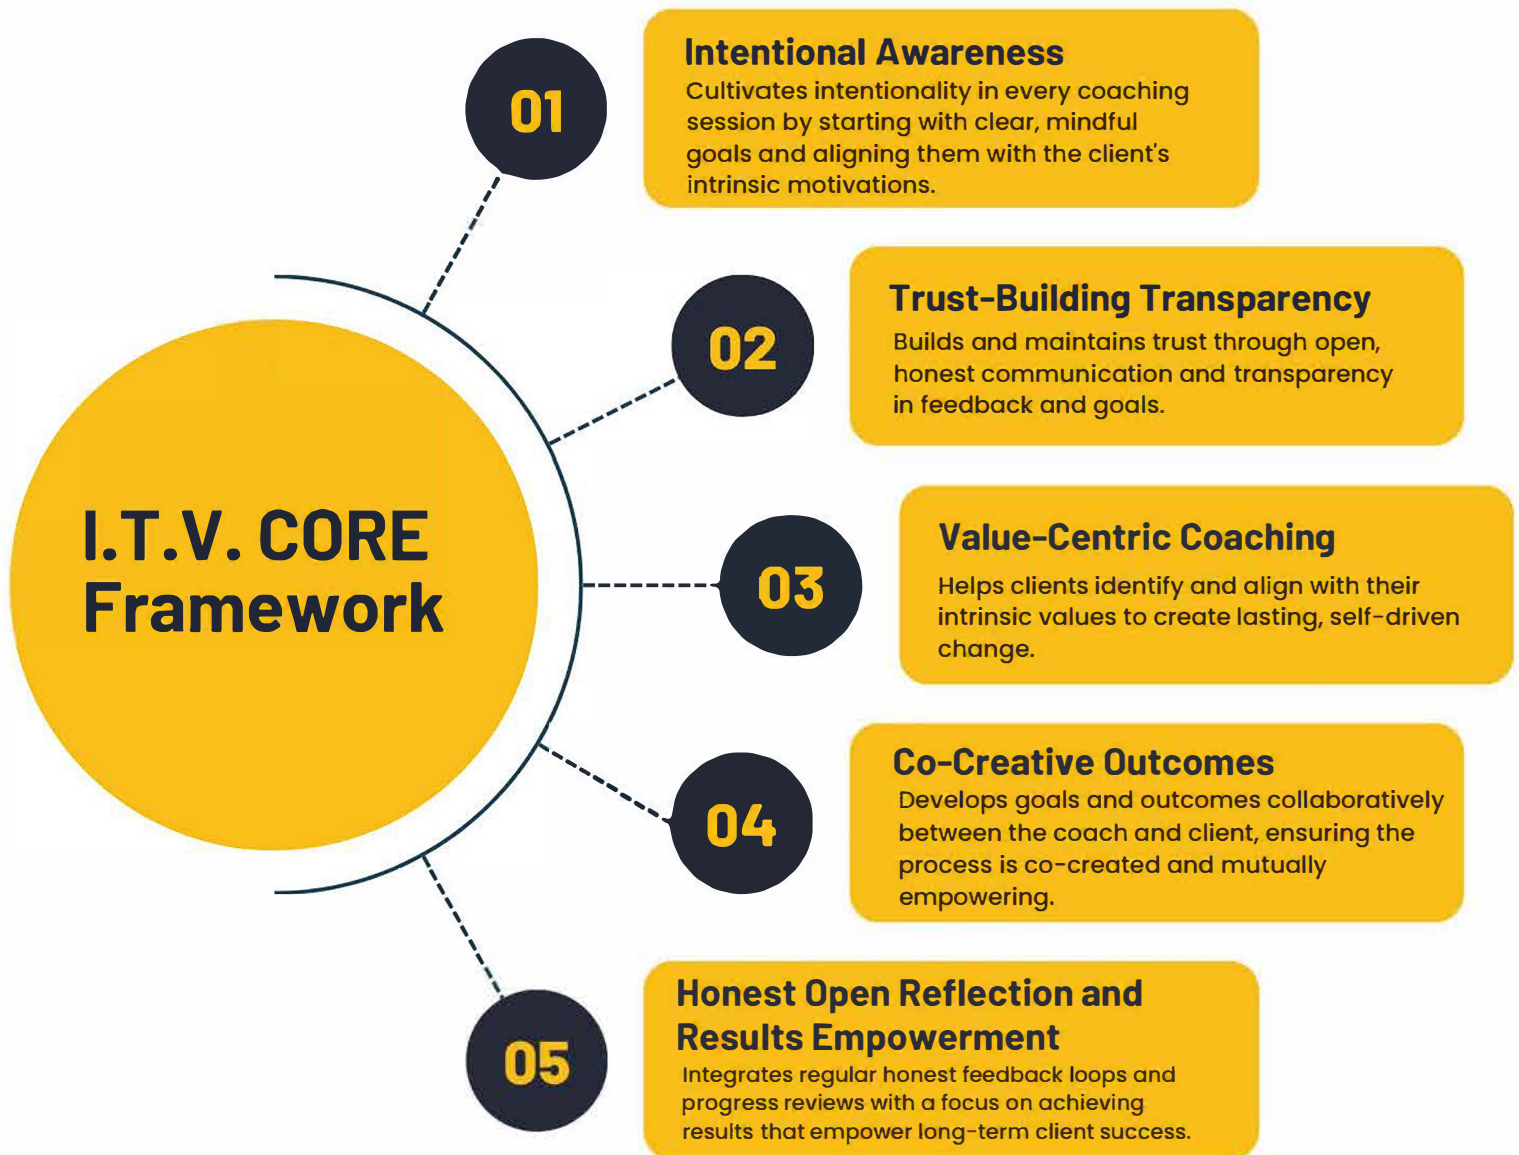 I.T.V. CORE
Framework
01
Intentional Awareness
Cultivates intentionality in every coaching
session by starting with clear, mindful
goals and aligning them with the client's
intrinsic motivations.
02
Trust-Building Transparency
Builds and maintains trust through open,
honest communication and transparency
in feedback and goals.
03
Value-Centric Coaching
Helps clients identify and align with their
intrinsic values to create lasting, self-driven
change.
04
Co-Creative Outcomes
Develops goals and outcomes collaboratively
between the coach and client, ensuring the
process is co-created and mutually
empowering.
05
Honest Open Reflection and
Results Empowerment
Integrates regular honest feedback loops and
progress reviews with a focus on achieving
results that empower long-term client success.